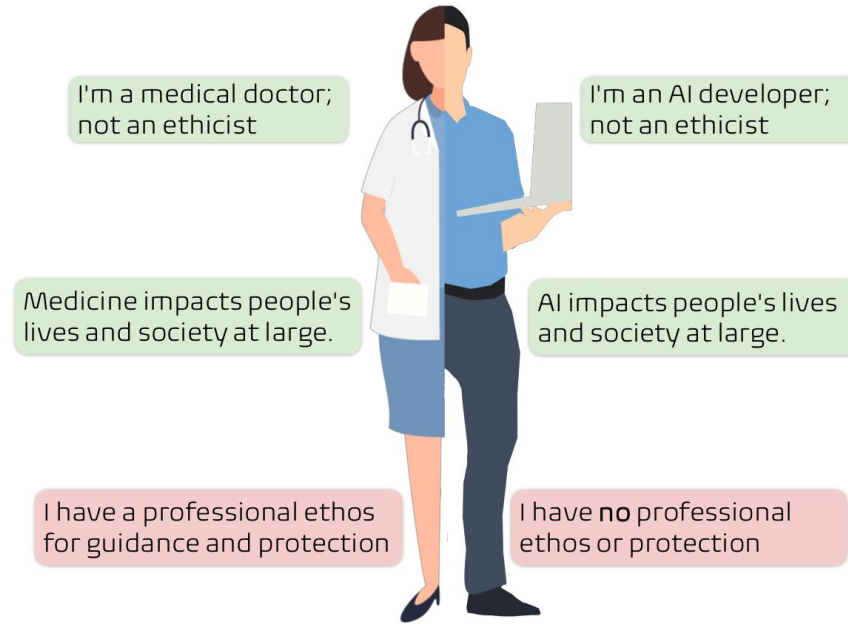 I'm a medical doctor;
not an ethicist
I'm an AI developer;
not an ethicist
Medicine impacts people's
lives and society at large.
AI impacts people's lives
and society at large.
I have a professional ethos
for guidance and protection
I have no professional
ethos or protection